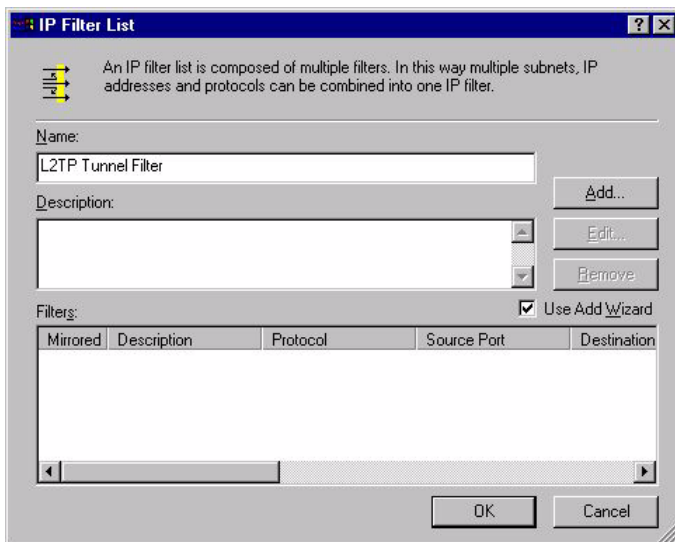 IP Filter List
An IP filter list is composed of multiple filters. In this way multiple subnets, IP
addresses and protocols can be combined into one IP filter.
Name:
L2TP Tunnel Filter
Add...
Description:
Edit...
Remove
Filters:
Use Add Wizard
Mirrored Description Protocol Source Port Destination
OK Cancel